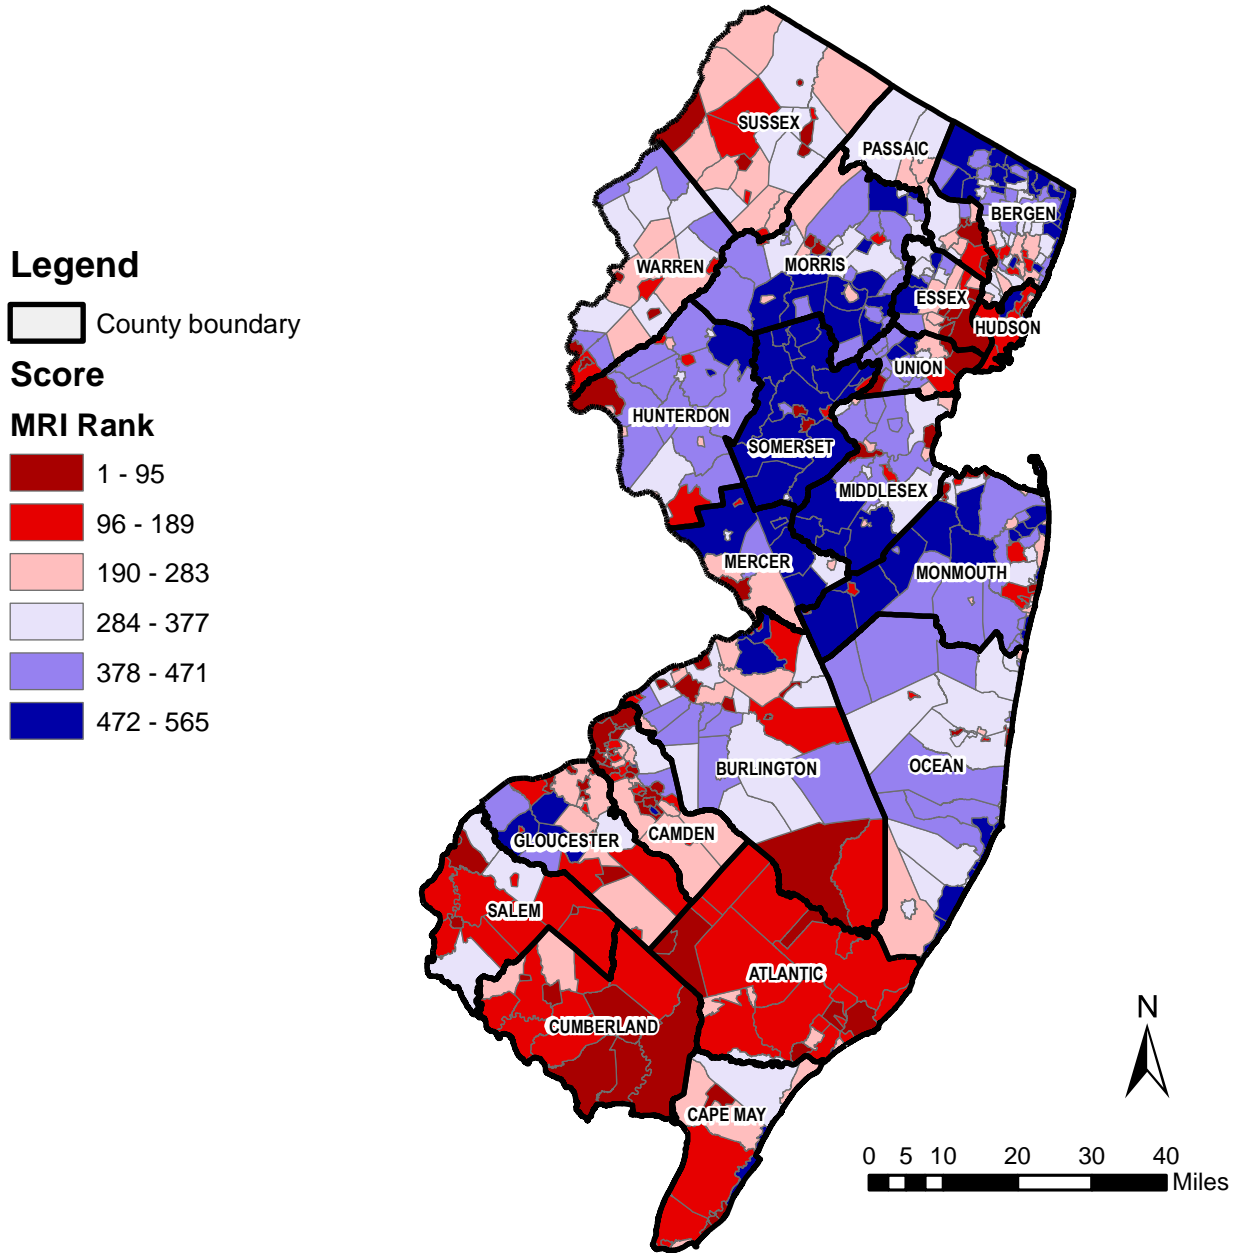 Legend
County boundary
Score
MRI Rank
1 - 95
96 - 189
190 - 283
284 - 377
378 - 471
472 - 565
SUSSEX
PASSAIC
BERGEN
WARREN
MORRIS
ESSEX
HUDSON
UNION
HUNTERDON
SOMERSET
MIDDLESEX
MERCER
MONMOUTH
BURLINGTON
OCEAN
CAMDEN
GLOUCESTER
SALEM
ATLANTIC
CUMBERLAND
CAPE MAY
N
0 5 10 20 30 40
Miles